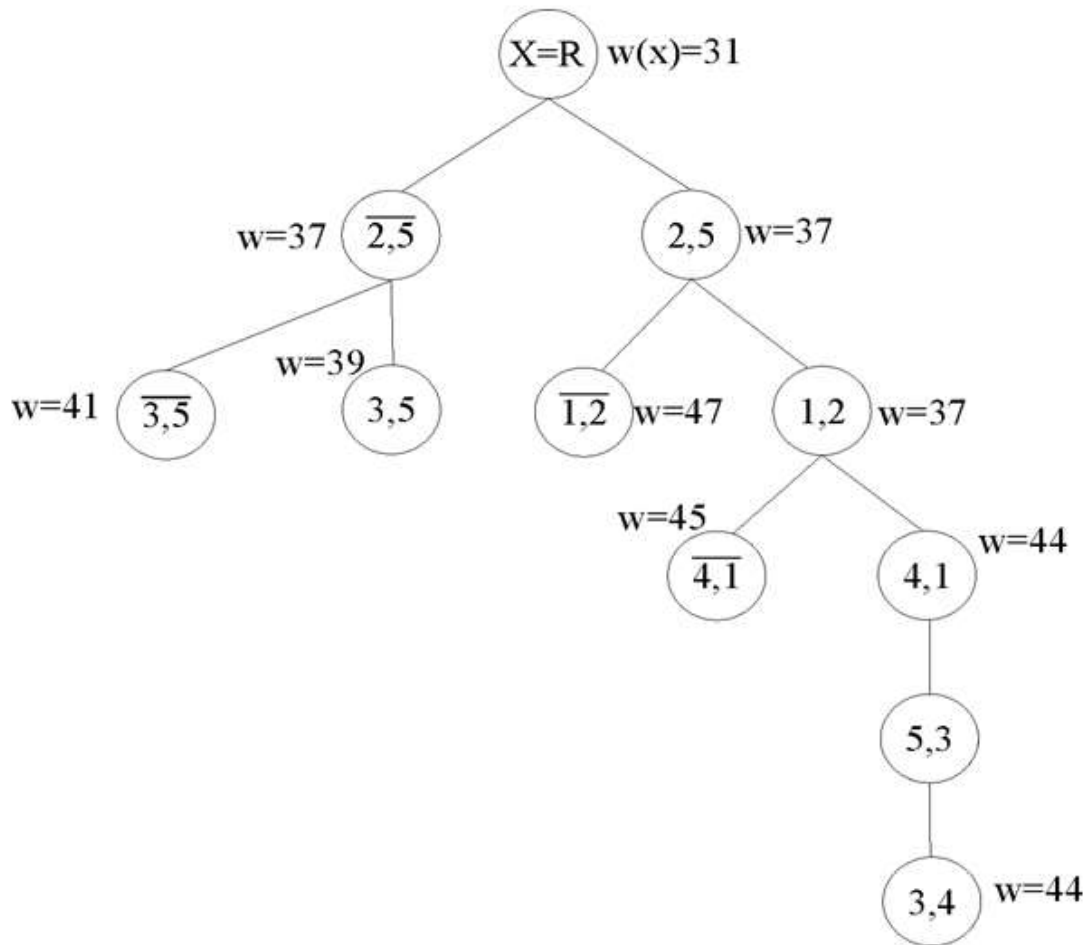 X=R w(x)=31
w=37 2,5 2,5 w=37
w=41 3,5 w=39 3,5 1,2 w=47 1,2 w=37
w=45 4,1 4,1 w=44
5,3
3,4 w=44